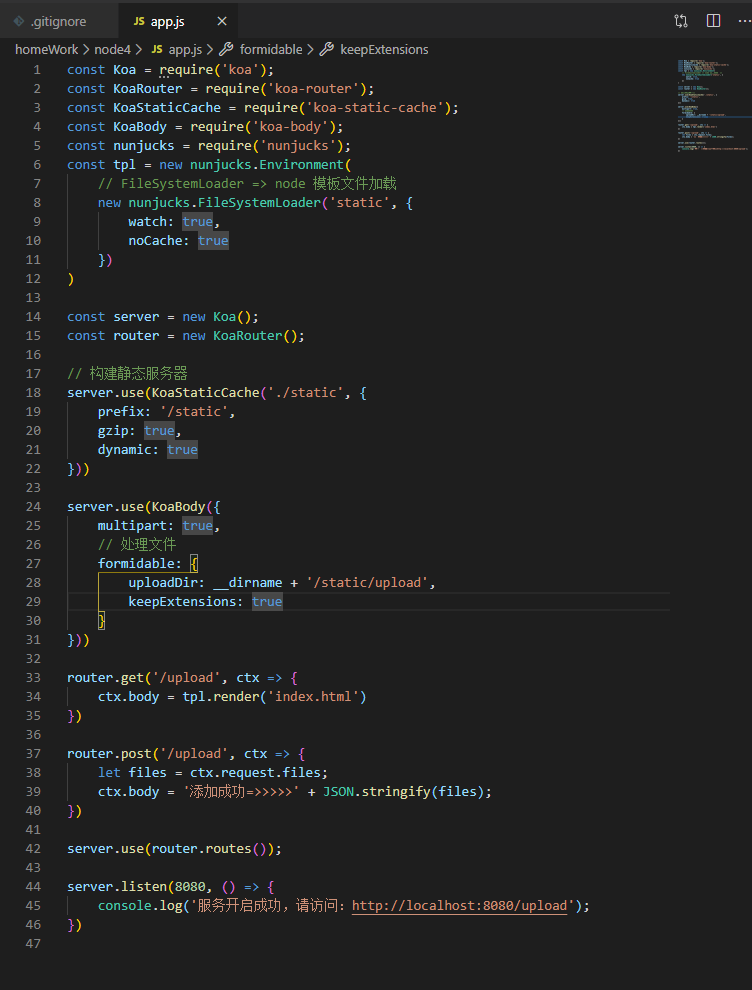 .gitignore
JS app.js ×
homeWork > node4 > JS app.js > formidable > keepExtensions
1 const Koa = require('koa');
2 const KoaRouter = require('koa-router');
3 const KoaStaticCache = require('koa-static-cache');
4 const KoaBody = require('koa-body');
5 const nunjucks = require('nunjucks');
6 const tpl = new nunjucks.Environment(
7     // FileSystemLoader => node 模板文件加载
8     new nunjucks.FileSystemLoader('static', {
9         watch: true,
10         noCache: true
11     })
12 )
13
14 const server = new Koa();
15 const router = new KoaRouter();
16
17 // 构建静态服务器
18 server.use(KoaStaticCache('./static', {
19     prefix: '/static',
20     gzip: true,
21     dynamic: true
22 }))
23
24 server.use(KoaBody({
25     multipart: true,
26     // 处理文件
27     formidable: {
28         uploadDir: __dirname + '/static/upload',
29         keepExtensions: true
30     }
31 }))
32
33 router.get('/upload', ctx => {
34     ctx.body = tpl.render('index.html')
35 })
36
37 router.post('/upload', ctx => {
38     let files = ctx.request.files;
39     ctx.body = '添加成功=>>>>>' + JSON.stringify(files);
40 })
41
42 server.use(router.routes());
43
44 server.listen(8080, () => {
45     console.log('服务开启成功，请访问：http://localhost:8080/upload');
46 })
47